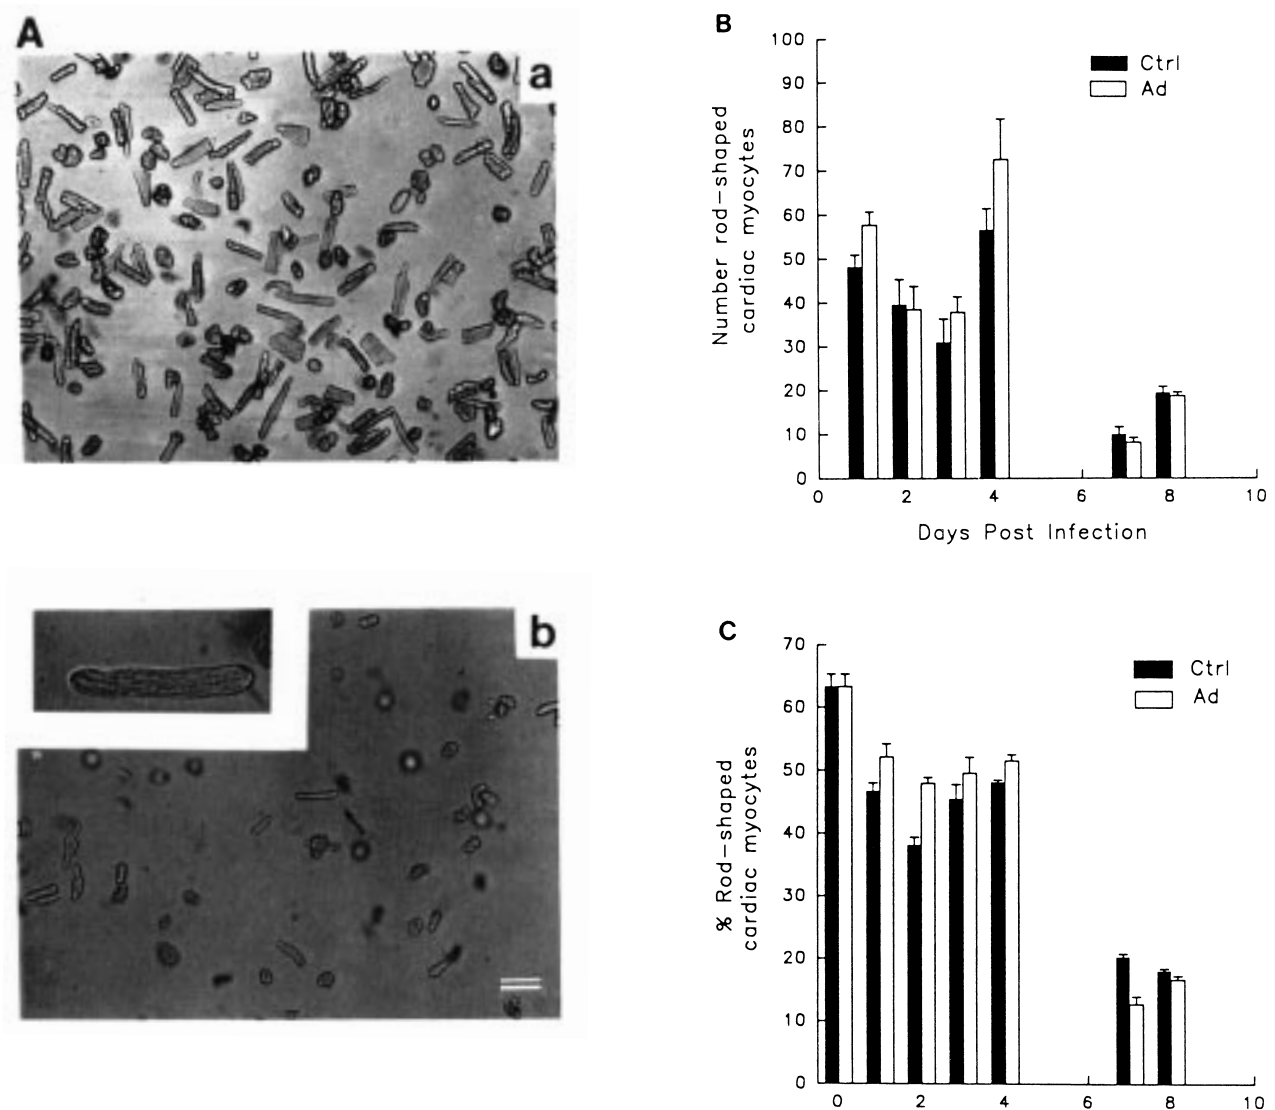 A
a
b
B
100
90
80
70
60
50
40
30
20
10
0
Number rod-shaped
cardiac myocytes
Ctrl
Ad
0 2 4 6 8 10
Days Post Infection
C
70
60
50
40
30
20
10
0
% Rod-shaped
cardiac myocytes
Ctrl
Ad
0 2 4 6 8 10